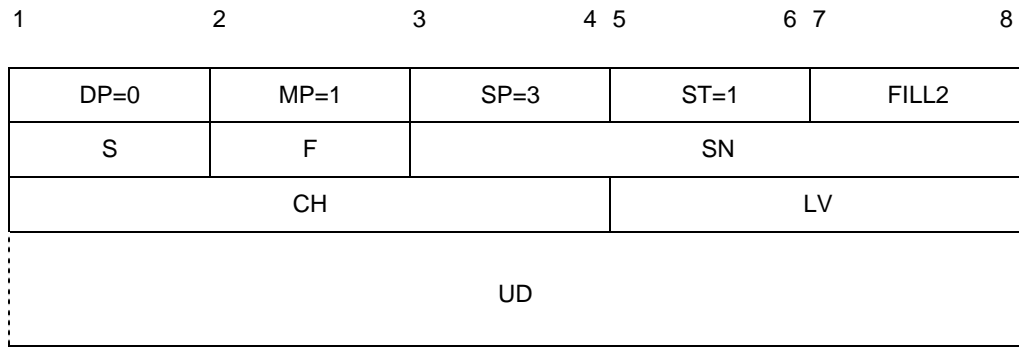 1 2 3 4 5 6 7 8
DP=0 MP=1 SP=3 ST=1 FILL2
S F SN
CH LV
UD